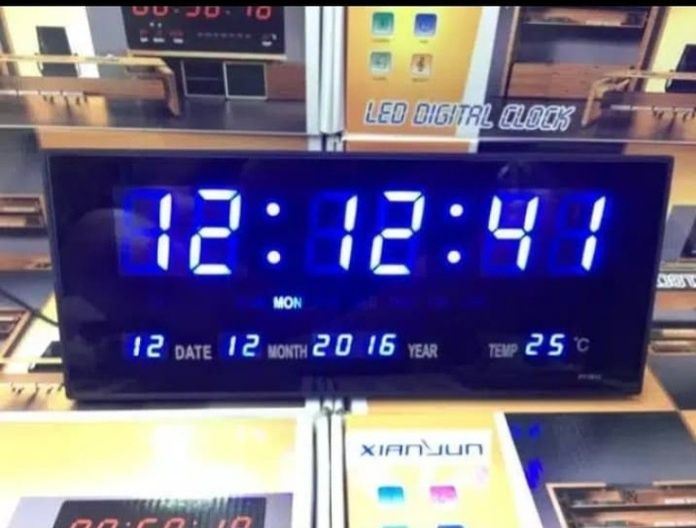 LED DIGITAL CLOCK
12:12:41
MON
12 DATE 12 MONTH 2016 YEAR TEMP 25 °C
XIANJUN